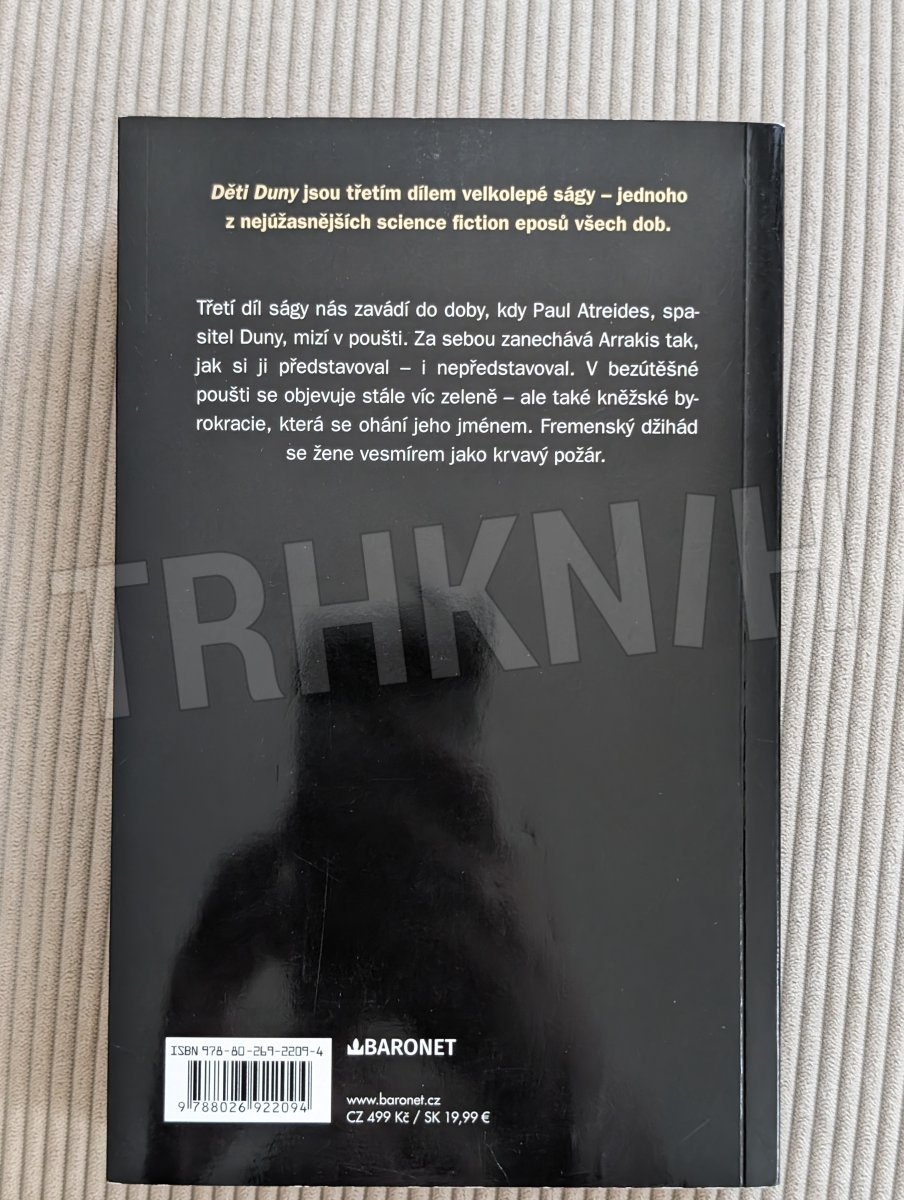 Děti Duny jsou třetím dílem velkolepé ságy – jednoho
z nejúžasnějších science fiction eposů všech dob.
Třetí díl ságy nás zavádí do doby, kdy Paul Atreides, spa-
sitel Duny, mizí v poušti. Za sebou zanechává Arrakis tak,
jak si ji představoval – i nepředstavoval. V bezútěšné
poušti se objevuje stále víc zeleně – ale také kněžské by-
rokracie, která se ohání jeho jménem. Fremenský džihád
se žene vesmírem jako krvavý požár.
TRHKNIH
ISBN 978-80-269-2209-4
9 788026 922094
BARONET
www.baronet.cz
CZ 499 Kč / SK 19,99 €